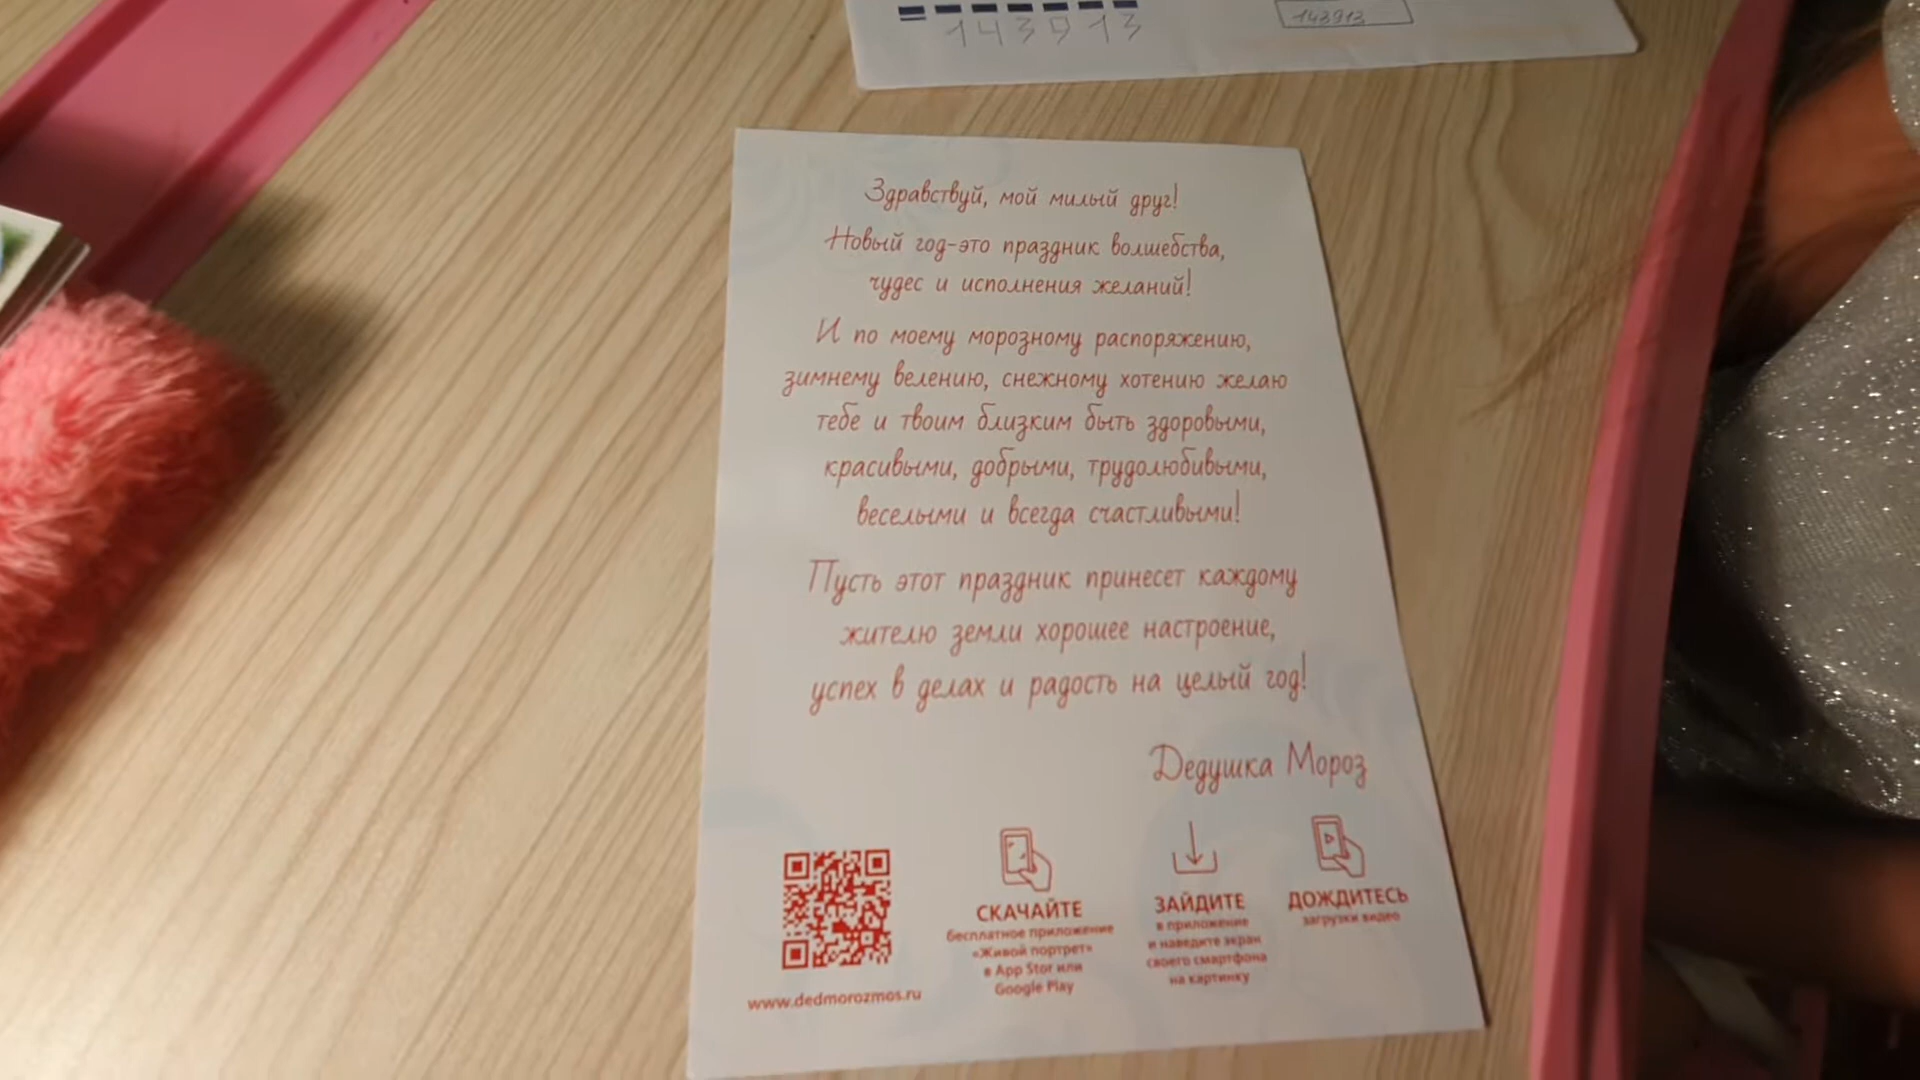 143913
143913
Здравствуй, мой милый друг!
Новый год-это праздник волшебства,
чудес и исполнения желаний!
И по моему морозному распоряжению,
зимнему велению, снежному хотению желаю
тебе и твоим близким быть здоровыми,
красивыми, добрыми, трудолюбивыми,
веселыми и всегда счастливыми!
Пусть этот праздник принесет каждому
жителю земли хорошее настроение,
успех в делах и радость на целый год!
Дедушка Мороз
www.dedmorozmos.ru
СКАЧАЙТЕ
бесплатное приложение
«Живой портрет»
в App Stor или
Google Play
ЗАЙДИТЕ
в приложение
и наведите экран
своего смартфона
на картинку
ДОЖДИТЕСЬ
загрузки видео